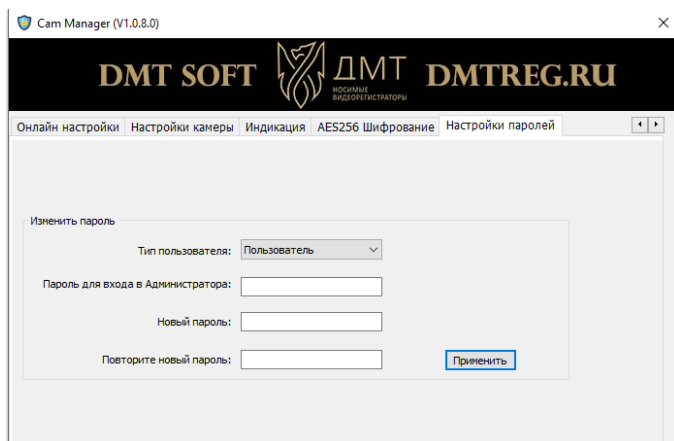 Cam Manager (V1.0.8.0)
DMT SOFT ДМТ DMTREG.RU
НОСИМЫЕ
ВИДЕОРЕГИСТРАТОРЫ
Онлайн настройки Настройки камеры Индикация AES256 Шифрование Настройки паролей
Изменить пароль
Тип пользователя: Пользователь
Пароль для входа в Администратора:
Новый пароль:
Повторите новый пароль: Применить